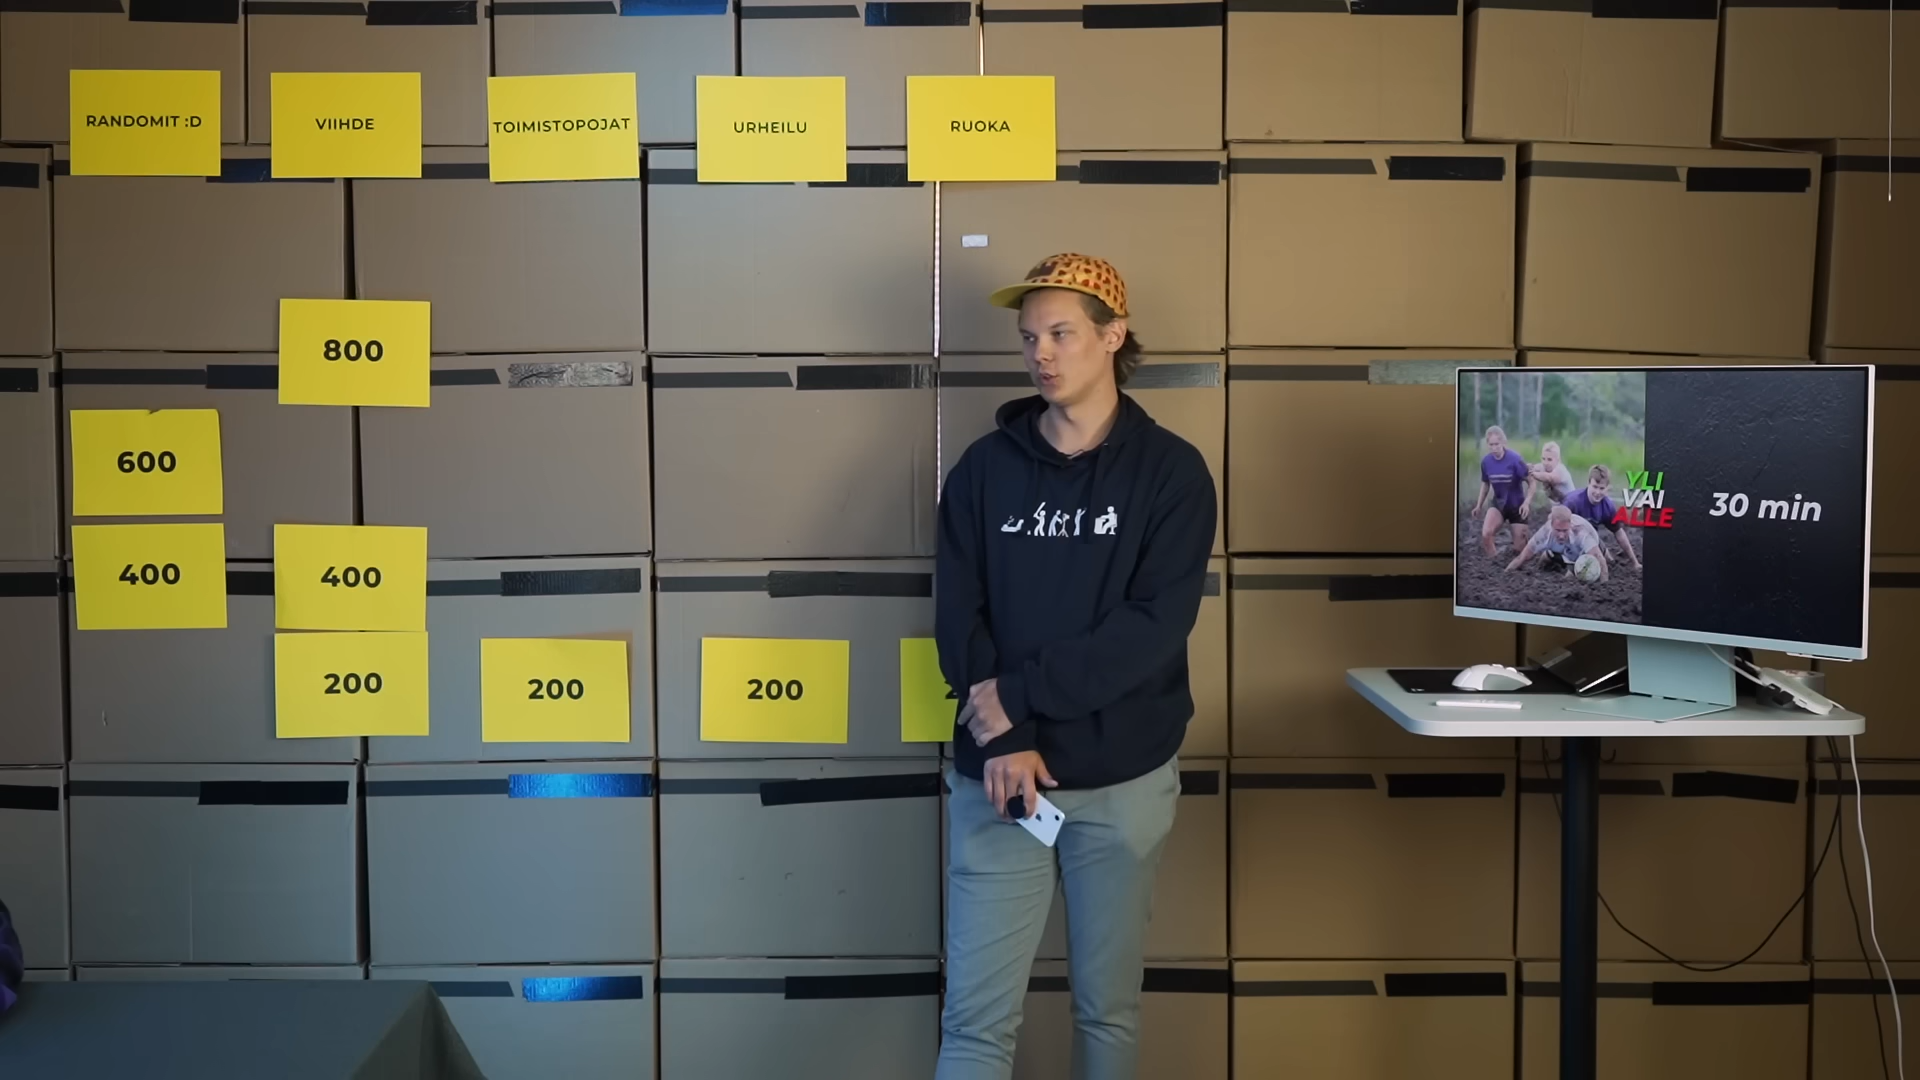 RANDOMIT :D
VIIHDE
TOIMISTOPOJAT
URHEILU
RUOKA
800
600
400
400
200
200
200
YLI
VAI
ALLE
30 min